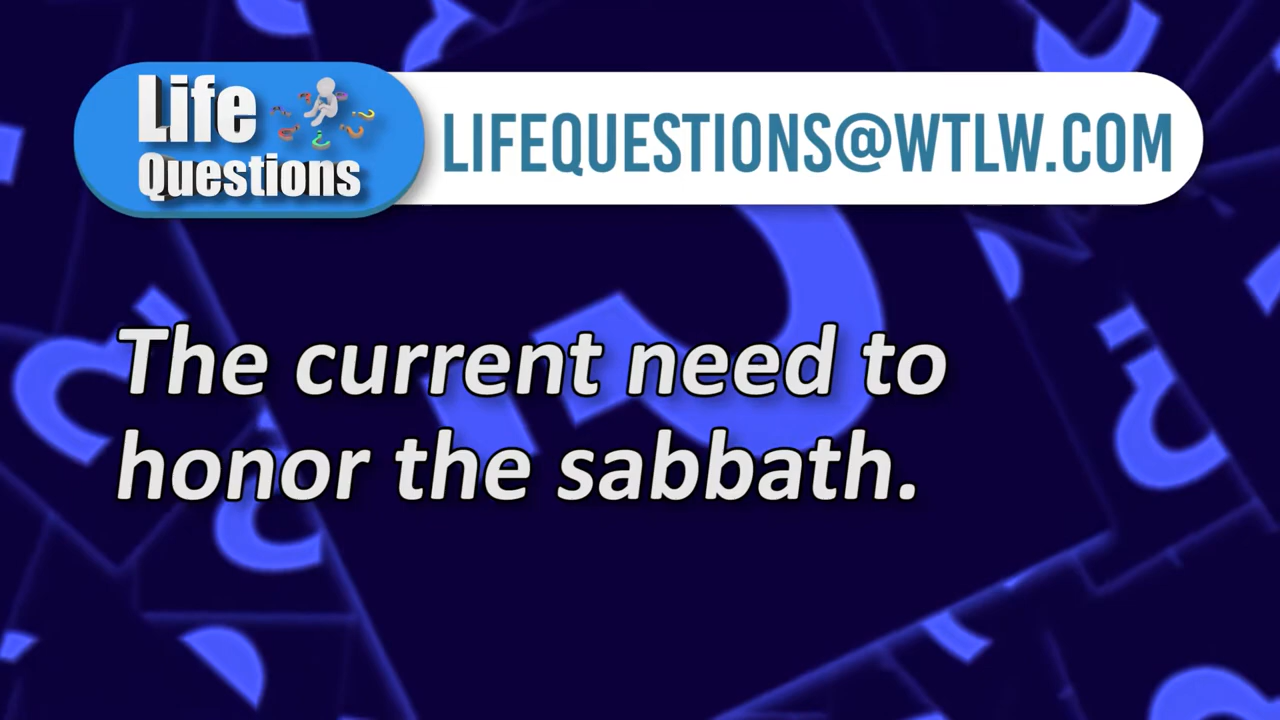 Life
Questions
LIFEQUESTIONS@WTLW.COM
The current need to
honor the sabbath.